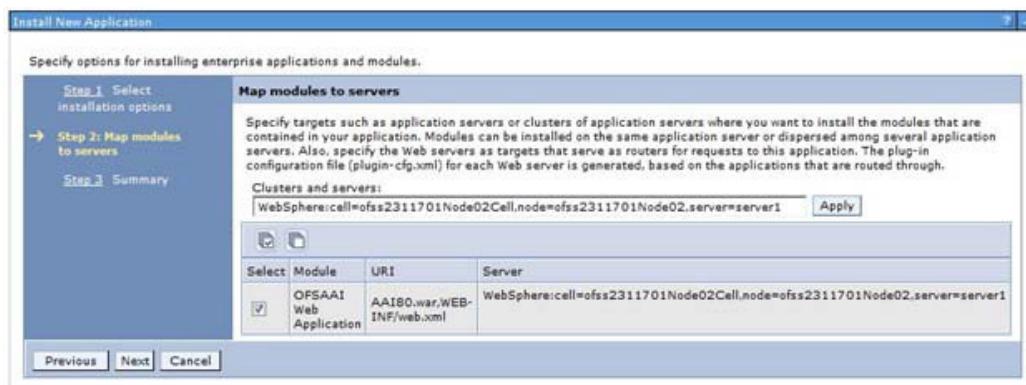 Install New Application
?
Specify options for installing enterprise applications and modules.
Step 1 Select
installation options
Step 2: Map modules
to servers
Step 3 Summary
Map modules to servers
Specify targets such as application servers or clusters of application servers where you want to install the modules that are
contained in your application. Modules can be installed on the same application server or dispersed among several application
servers. Also, specify the Web servers as targets that serve as routers for requests to this application. The plug-in
configuration file (plugin-cfg.xml) for each Web server is generated, based on the applications that are routed through.
Clusters and servers:
WebSphere:cell=ofss2311701Node02Cell,node=ofss2311701Node02,server=server1 Apply
Select Module URI Server
OFSAAI
Web
Application
AAI80.war,WEB-
INF/web.xml
WebSphere:cell=ofss2311701Node02Cell,node=ofss2311701Node02,server=server1
Previous Next Cancel